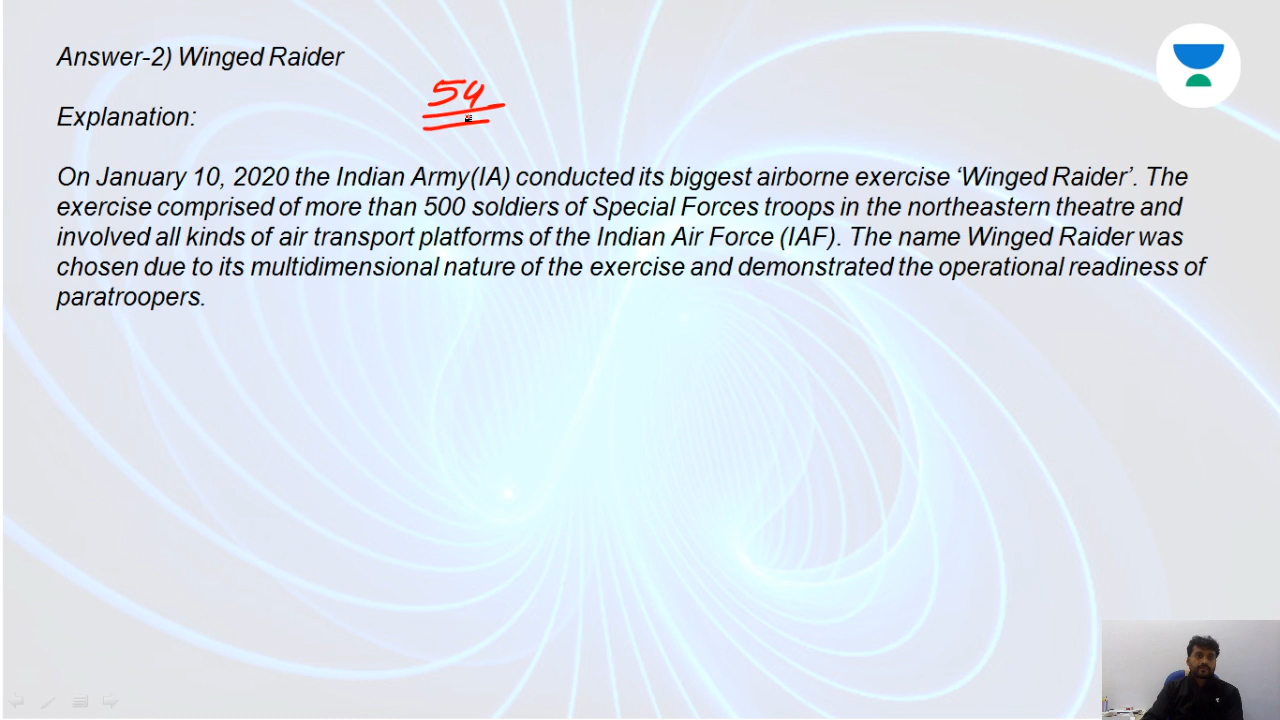 Answer-2) Winged Raider
54
Explanation:
On January 10, 2020 the Indian Army(IA) conducted its biggest airborne exercise ‘Winged Raider’. The
exercise comprised of more than 500 soldiers of Special Forces troops in the northeastern theatre and
involved all kinds of air transport platforms of the Indian Air Force (IAF). The name Winged Raider was
chosen due to its multidimensional nature of the exercise and demonstrated the operational readiness of
paratroopers.